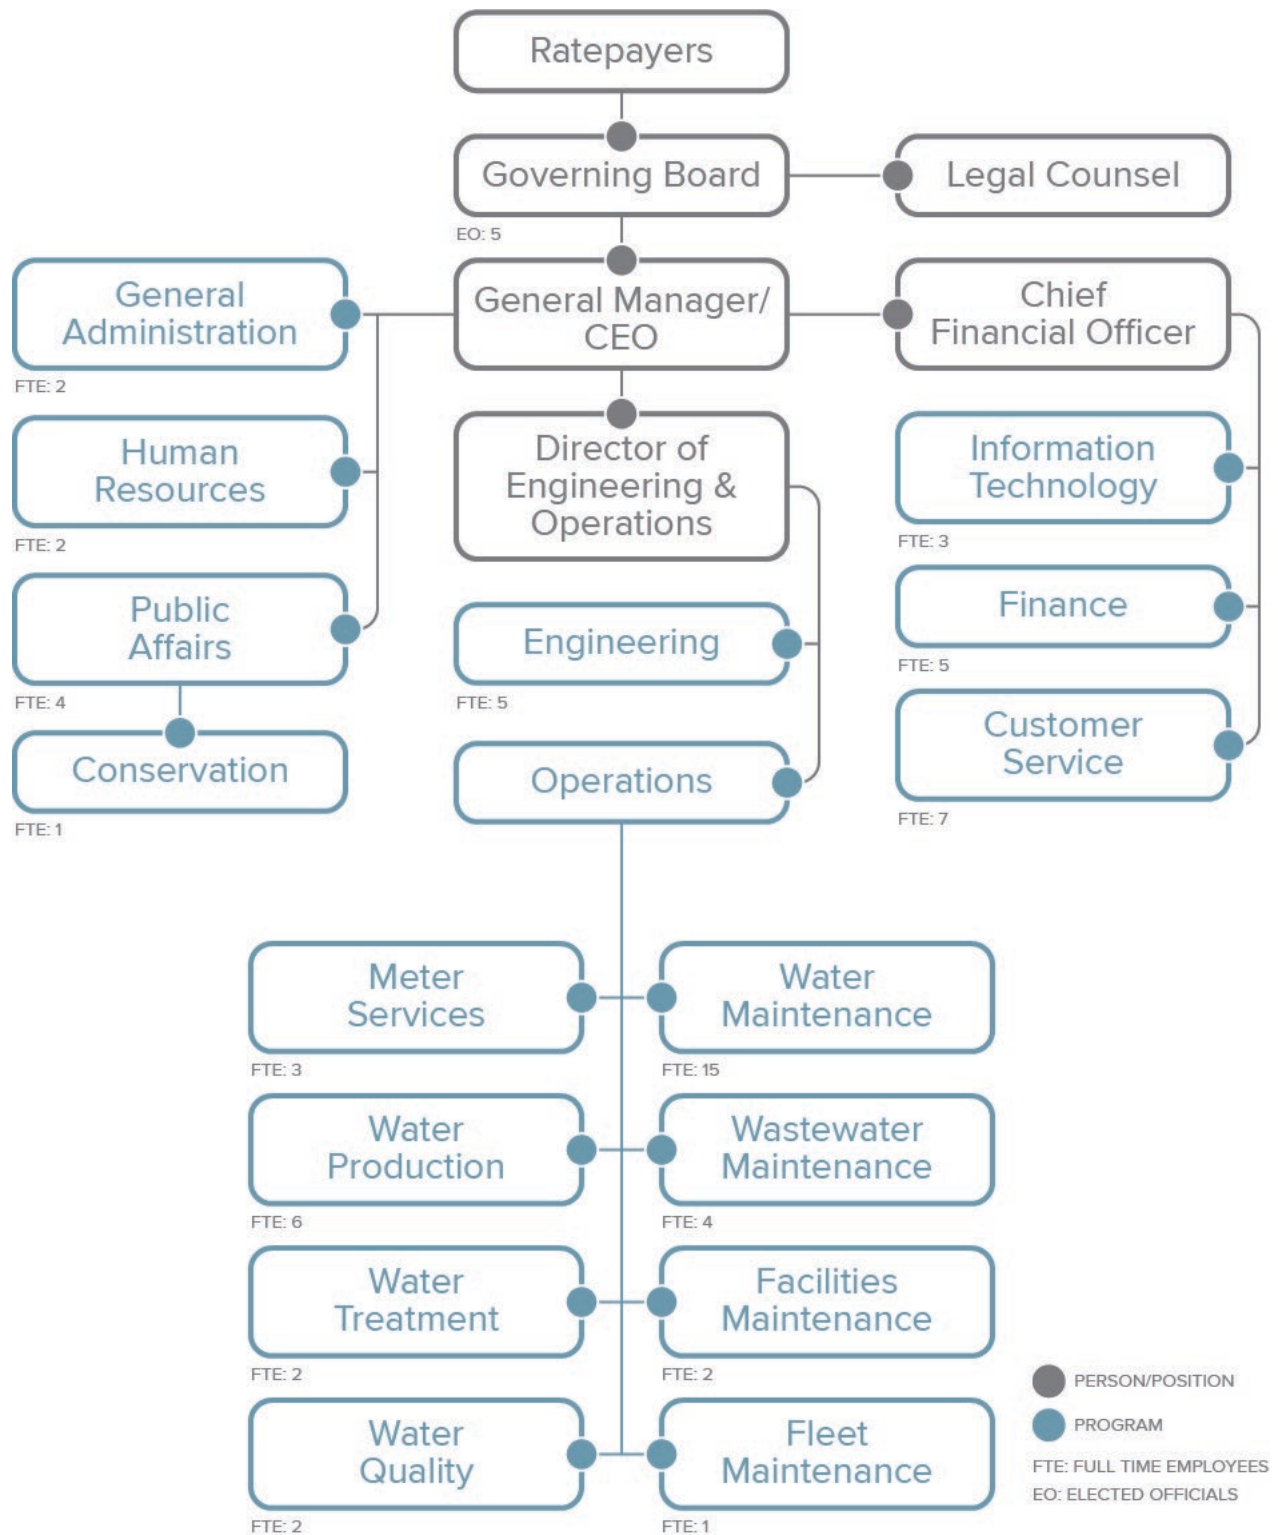 Ratepayers
Governing Board
Legal Counsel
EO: 5
General
Administration
FTE: 2
General Manager/
CEO
Chief
Financial Officer
Human
Resources
FTE: 2
Director of
Engineering &
Operations
Information
Technology
FTE: 3
Public
Affairs
FTE: 4
Engineering
FTE: 5
Finance
FTE: 5
Conservation
FTE: 1
Operations
Customer
Service
FTE: 7
Meter
Services
FTE: 3
Water
Maintenance
FTE: 15
Water
Production
FTE: 6
Wastewater
Maintenance
FTE: 4
Water
Treatment
FTE: 2
Facilities
Maintenance
FTE: 2
Water
Quality
FTE: 2
Fleet
Maintenance
FTE: 1
PERSON/POSITION
PROGRAM
FTE: FULL TIME EMPLOYEES
EO: ELECTED OFFICIALS